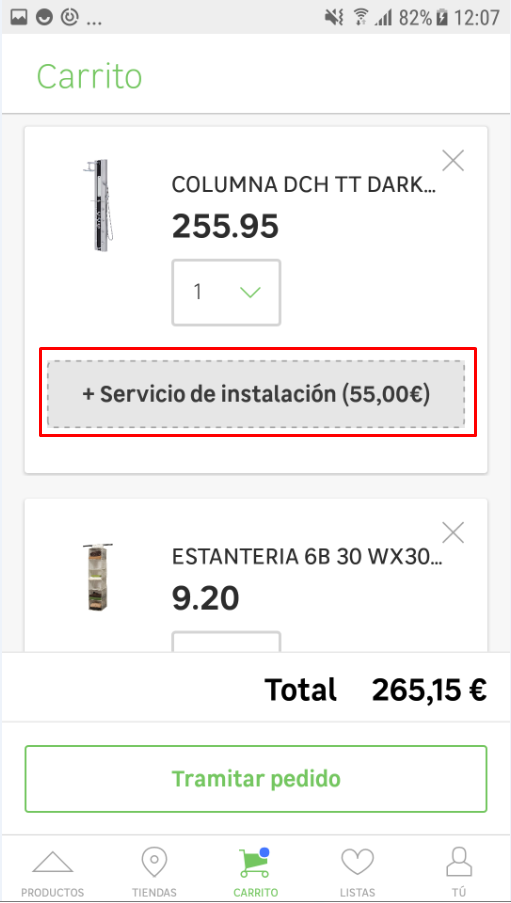 ... 82% 12:07
Carrito
COLUMNA DCH TT DARK...
255.95
1
+ Servicio de instalación (55,00€)
ESTANTERIA 6B 30 WX30...
9.20
Total 265,15 €
Tramitar pedido
PRODUCTOS TIENDAS CARRITO LISTAS TÚ